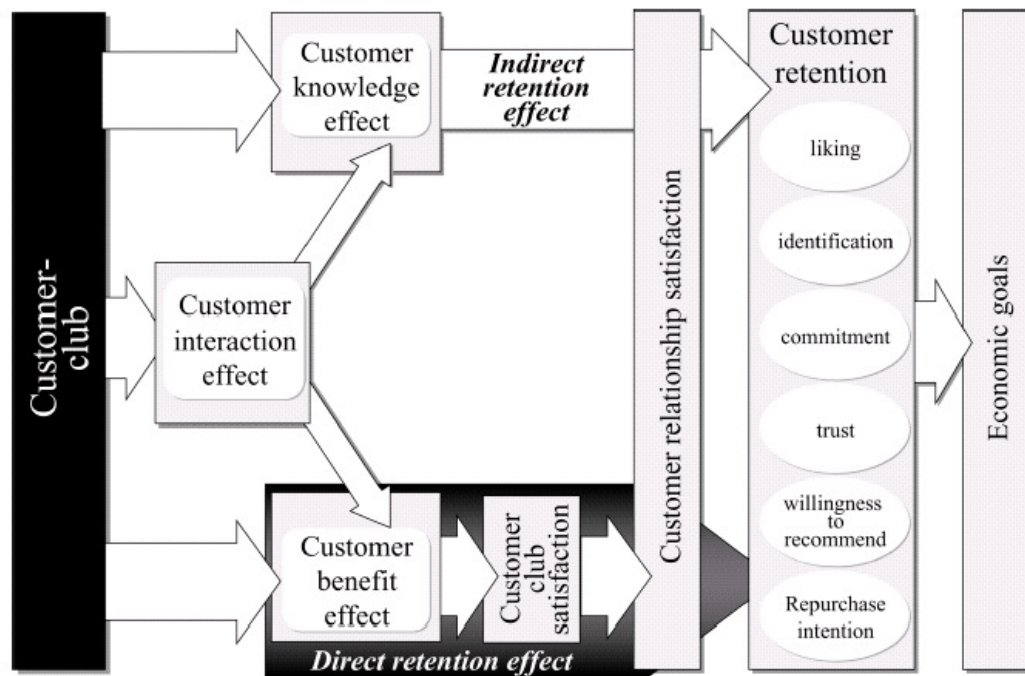 Customer-
club
Customer
knowledge
effect
Indirect
retention
effect
Customer
interaction
effect
Customer
benefit
effect
Customer
club
satisfaction
Direct retention effect
Customer relationship satisfaction
Customer
retention
liking
identification
commitment
trust
willingness
to
recommend
Repurchase
intention
Economic goals